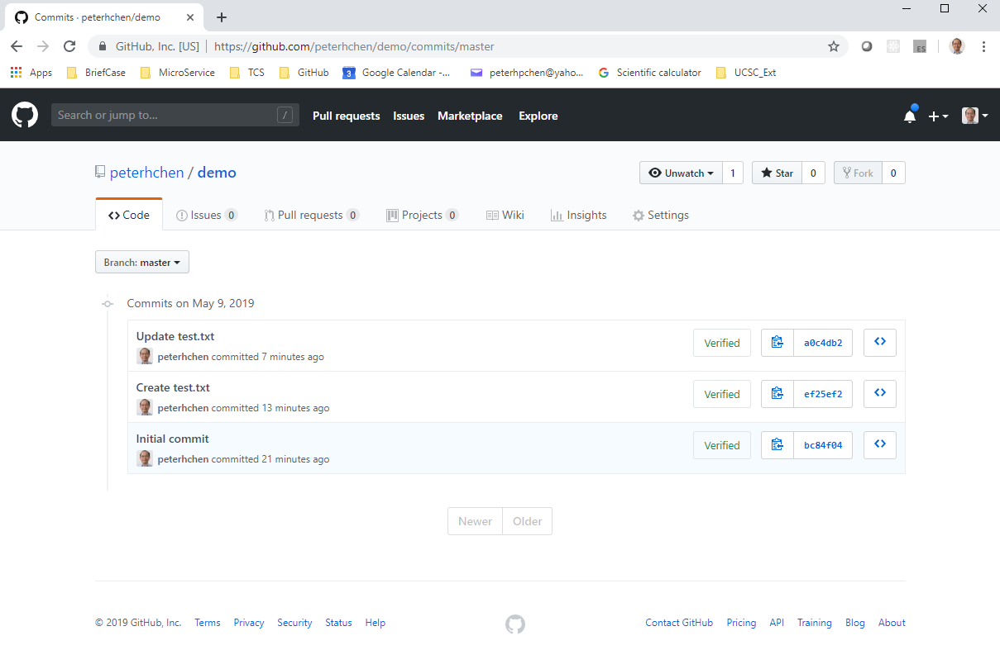 Commits · peterhchen/demo
GitHub, Inc. [US] https://github.com/peterhchen/demo/commits/master
ES
Apps BriefCase MicroService TCS GitHub 3 Google Calendar -... peterhpchen@yaho... G Scientific calculator UCSC_Ext
Search or jump to... / Pull requests Issues Marketplace Explore
peterhchen / demo Unwatch 1 Star 0 Fork 0
Code Issues 0 Pull requests 0 Projects 0 Wiki Insights Settings
Branch: master
Commits on May 9, 2019
Update test.txt
peterhchen committed 7 minutes ago Verified a0c4db2
Create test.txt
peterhchen committed 13 minutes ago Verified ef25ef2
Initial commit
peterhchen committed 21 minutes ago Verified bc84f04
Newer Older
© 2019 GitHub, Inc. Terms Privacy Security Status Help Contact GitHub Pricing API Training Blog About